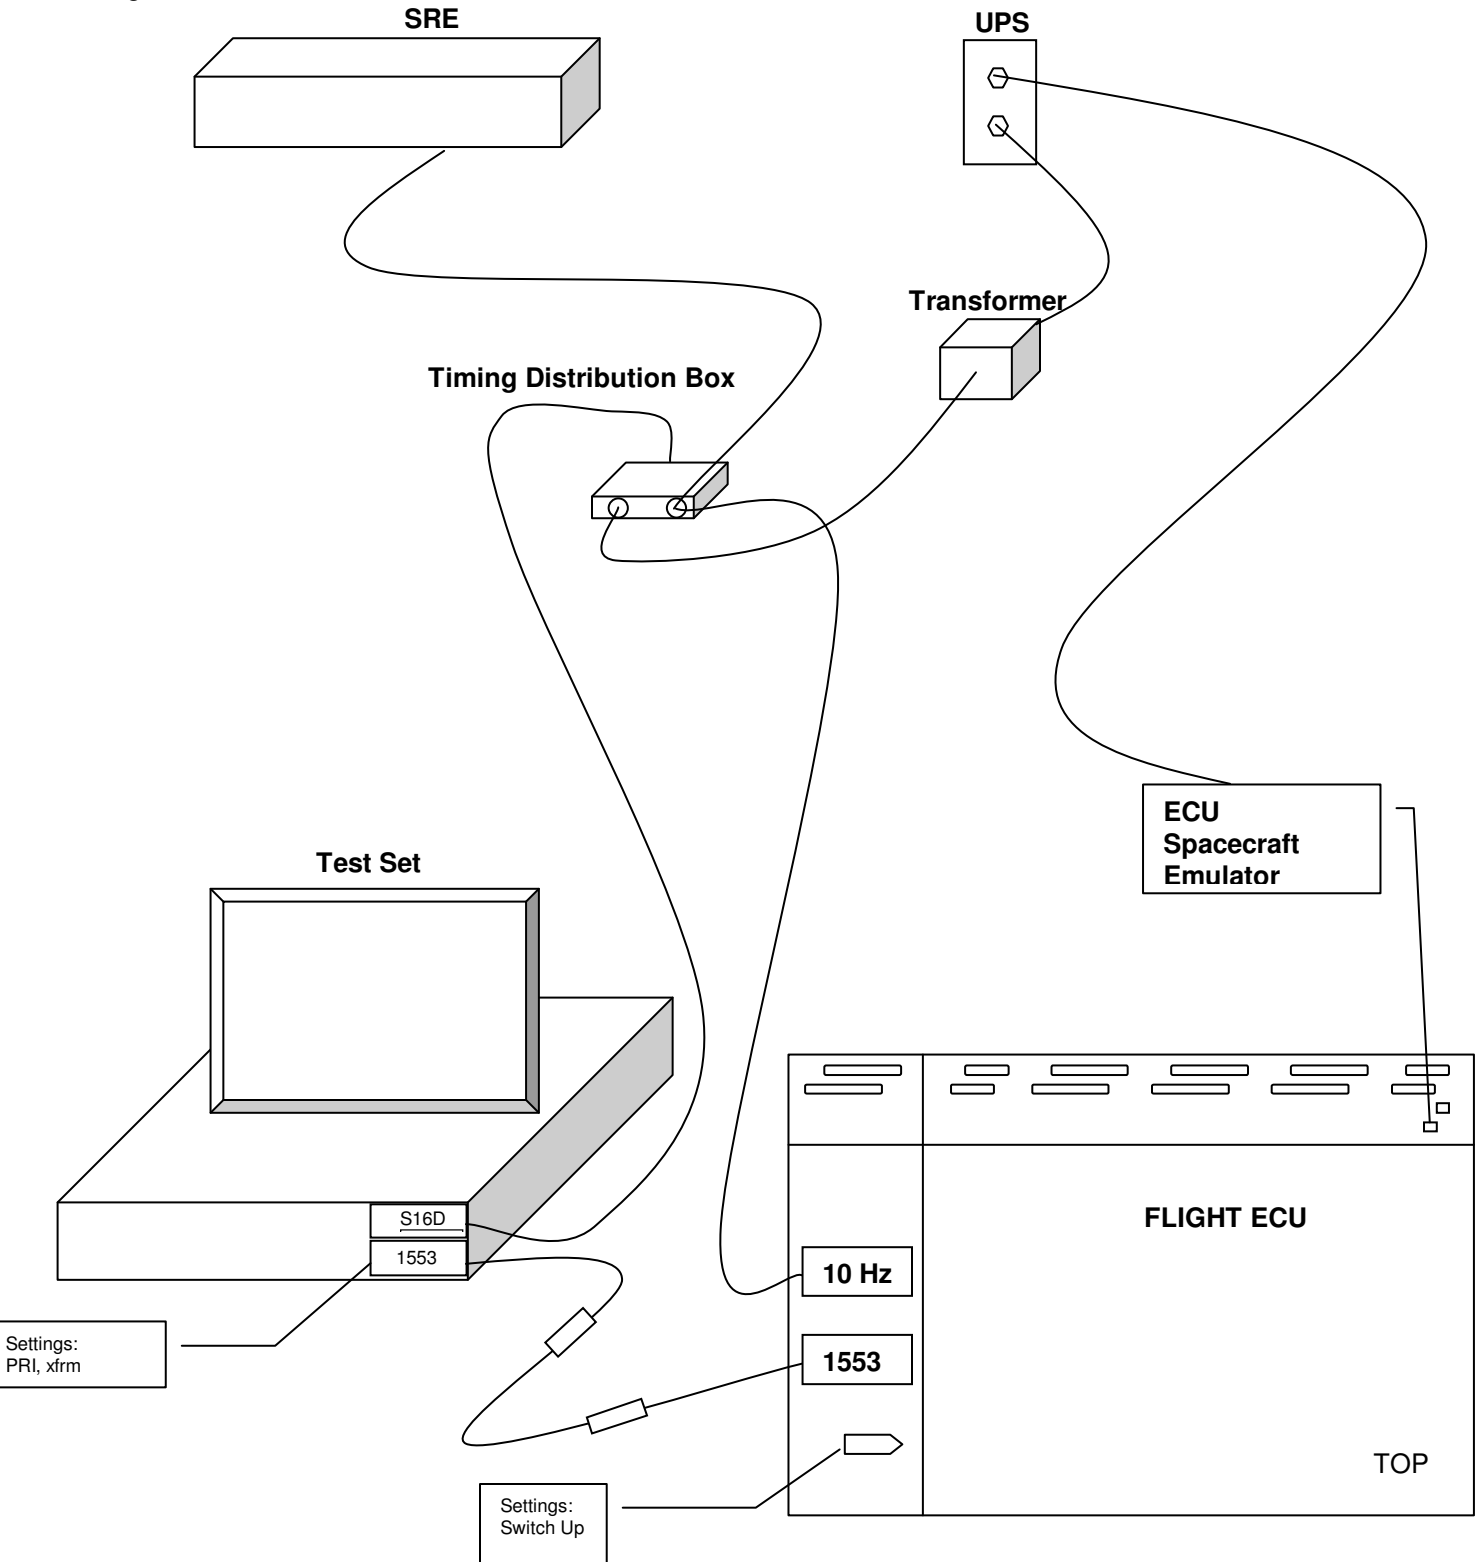 SRE
UPS
Transformer
Timing Distribution Box
ECU
Spacecraft
Emulator
Test Set
S16D
1553
FLIGHT ECU
10 Hz
1553
Settings:
PRI, xfrm
TOP
Settings:
Switch Up